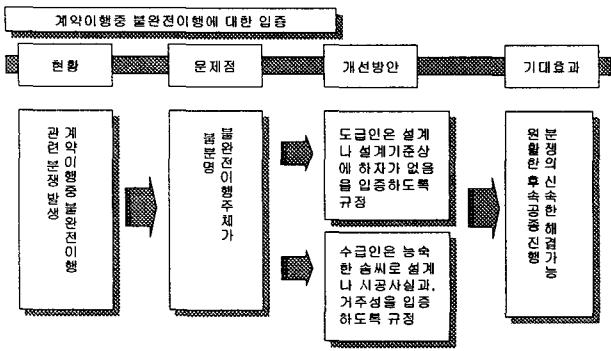 계약이행중 불완전이행에 대한 입증
현황
문제점
개선방안
기대효과
계약이행중 불완전이행
관련 분쟁 발생
불완전이행주체가
불분명
도급인은 설계
나 설계기준상
에 하자가 없음
을 입증하도록
규정
수급인은 능숙
한 솜씨로 설계
나 시공사실과,
거주성을 입증
하도록 규정
분쟁의 신속한 해결가능
원활한 후속공종 진행